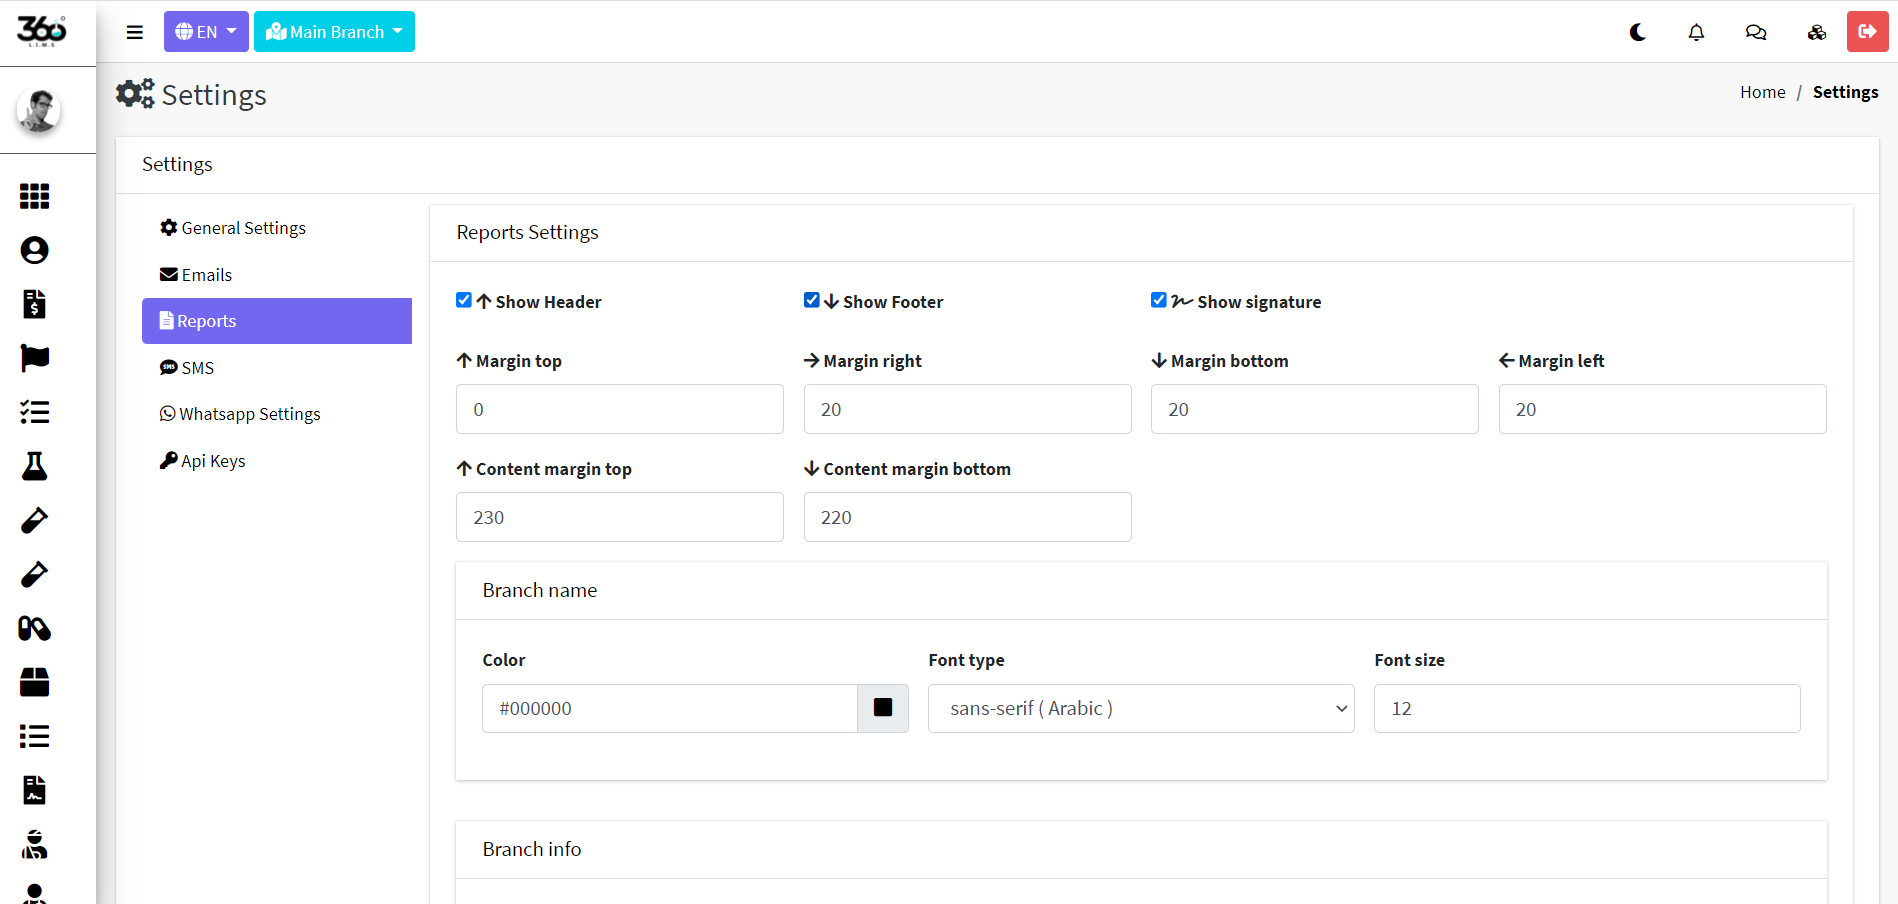 360
L.I.M.S
EN
Main Branch
Settings
Home / Settings
Settings
General Settings
Emails
Reports
SMS
Whatsapp Settings
Api Keys
Reports Settings
Show Header
Show Footer
Show signature
Margin top
Margin right
Margin bottom
Margin left
0
20
20
20
Content margin top
Content margin bottom
230
220
Branch name
Color
Font type
Font size
#000000
sans-serif ( Arabic )
12
Branch info